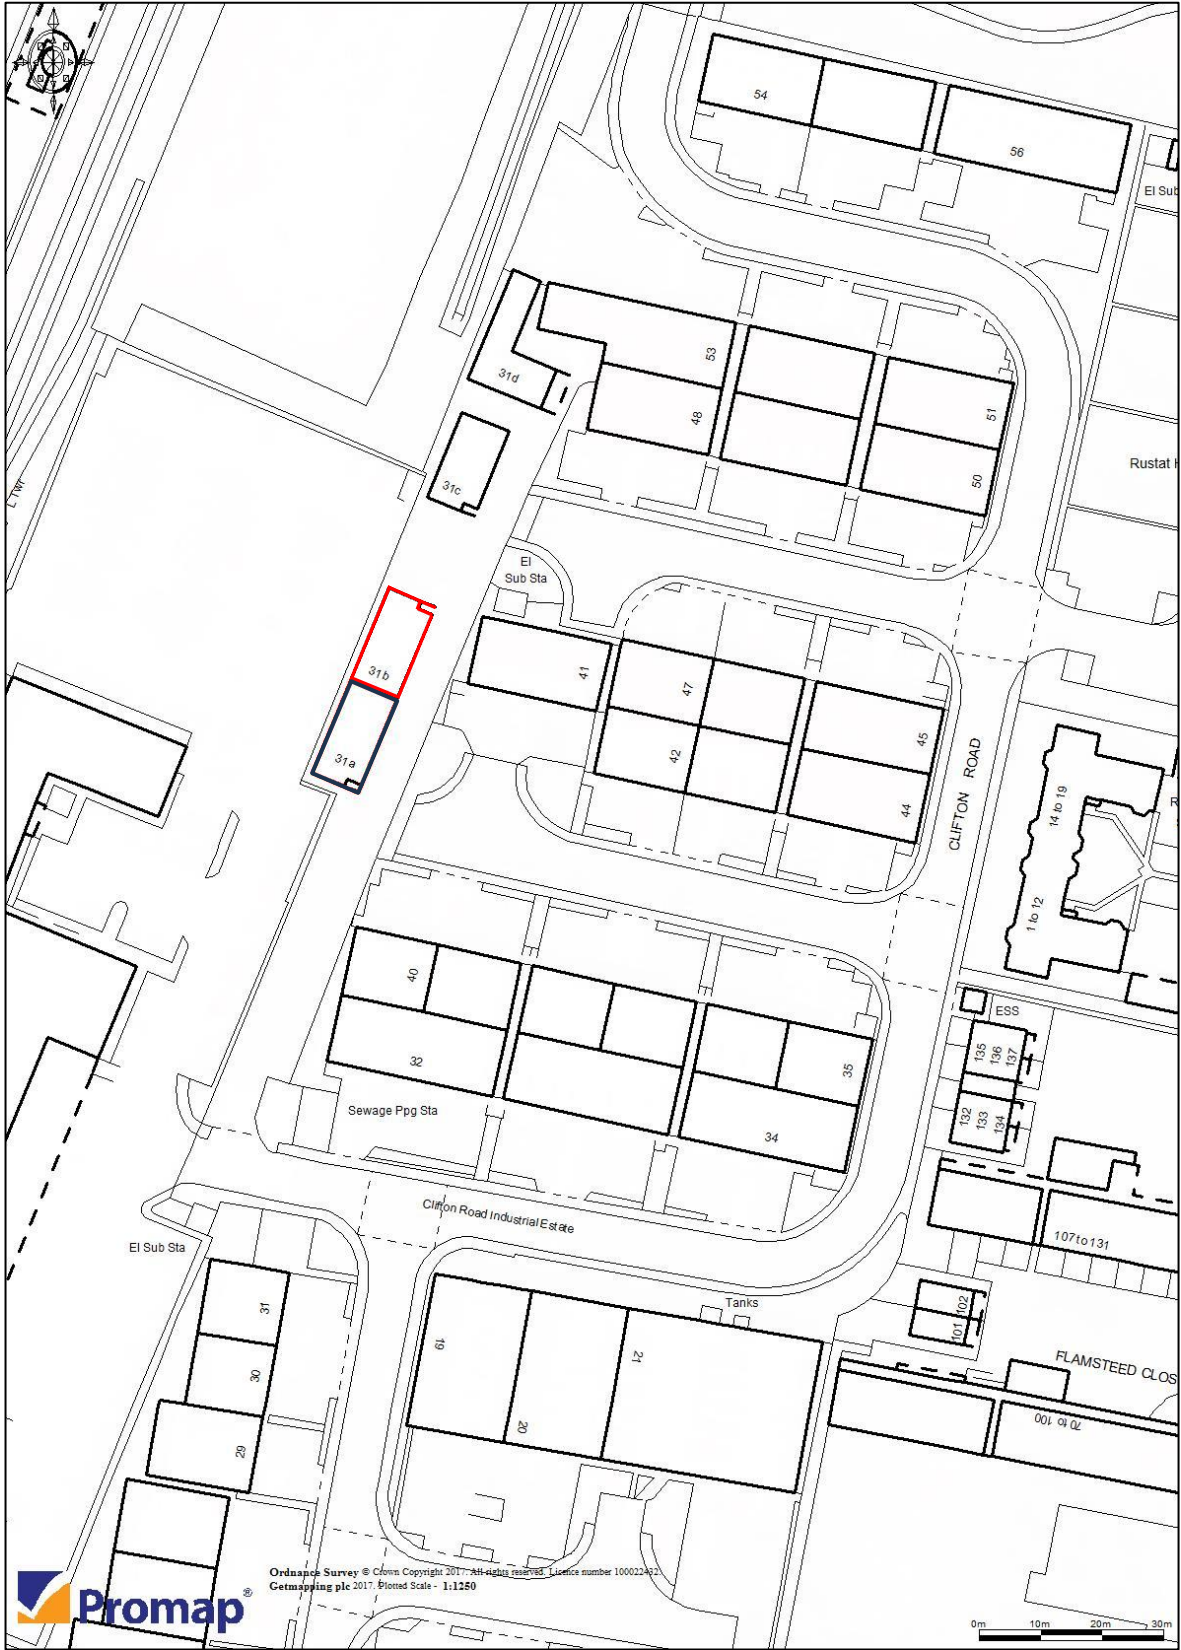 54
56
El Sub
53
31d
48
51
50
31c
Rustat H
Twr
El
Sub Sta
31b
41
47
42
45
44
CLIFTON ROAD
31a
14 to 19
R
1 to 12
40
32
35
34
ESS
135
136
137
132
133
134
Sewage Ppg Sta
Clifton Road Industrial Estate
107 to 131
El Sub Sta
Tanks
102
101
31
30
29
19
20
21
FLAMSTEED CLOS
70 to 100
Promap®
Ordnance Survey © Crown Copyright 2017. All rights reserved. Licence number 100022432.
Getmapping plc 2017. Plotted Scale - 1:1250
0m 10m 20m 30m